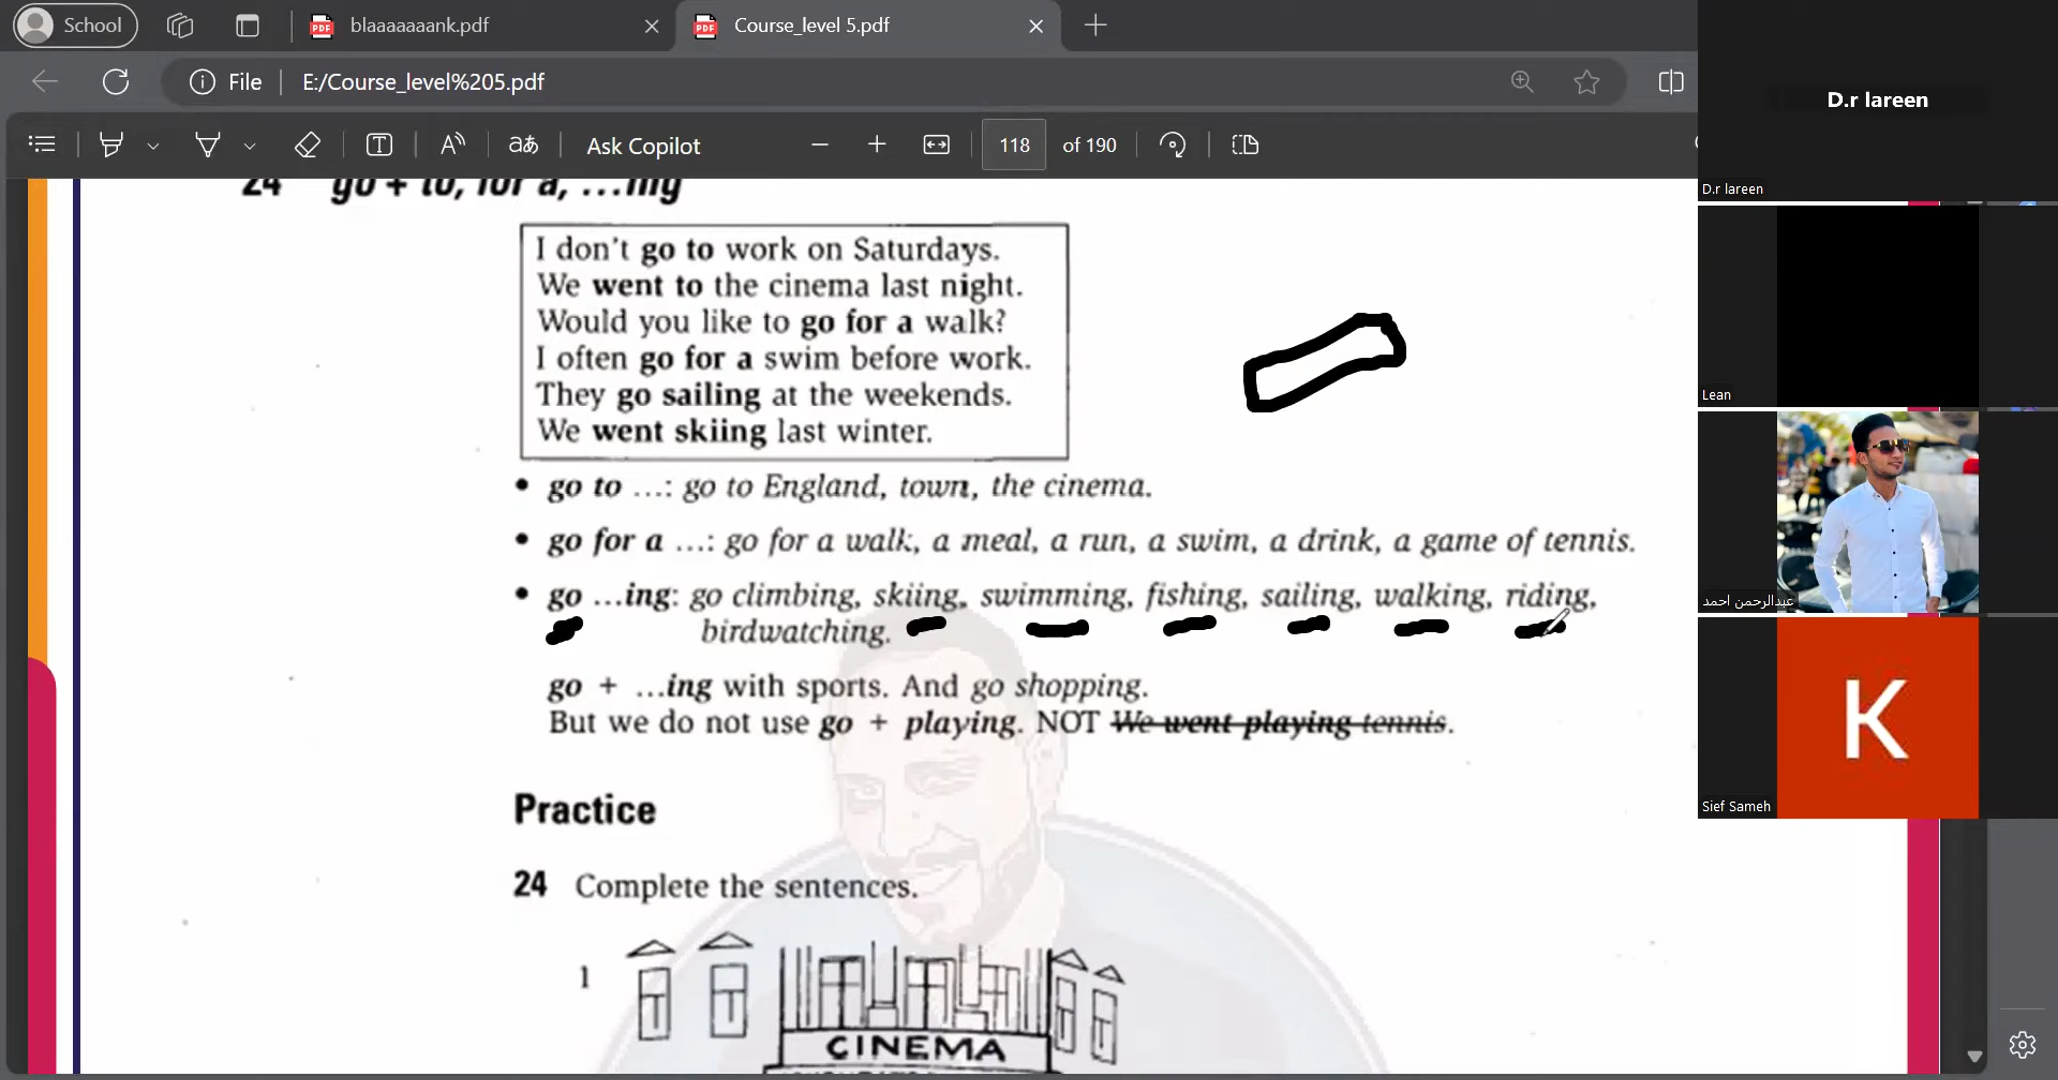 School
blaaaaaaank.pdf
Course_level 5.pdf
File
E:/Course_level%205.pdf
Ask Copilot
118 of 190
24 go + to, for a, ...ing
I don't go to work on Saturdays.
We went to the cinema last night.
Would you like to go for a walk?
I often go for a swim before work.
They go sailing at the weekends.
We went skiing last winter.
• go to ...: go to England, town, the cinema.
• go for a ...: go for a walk, a meal, a run, a swim, a drink, a game of tennis.
• go ...ing: go climbing, skiing, swimming, fishing, sailing, walking, riding,
birdwatching.
go + ...ing with sports. And go shopping.
But we do not use go + playing. NOT We went playing tennis.
Practice
24 Complete the sentences.
1
CINEMA
D.r lareen
D.r lareen
Lean
عبدالرحمن احمد
K
Sief Sameh